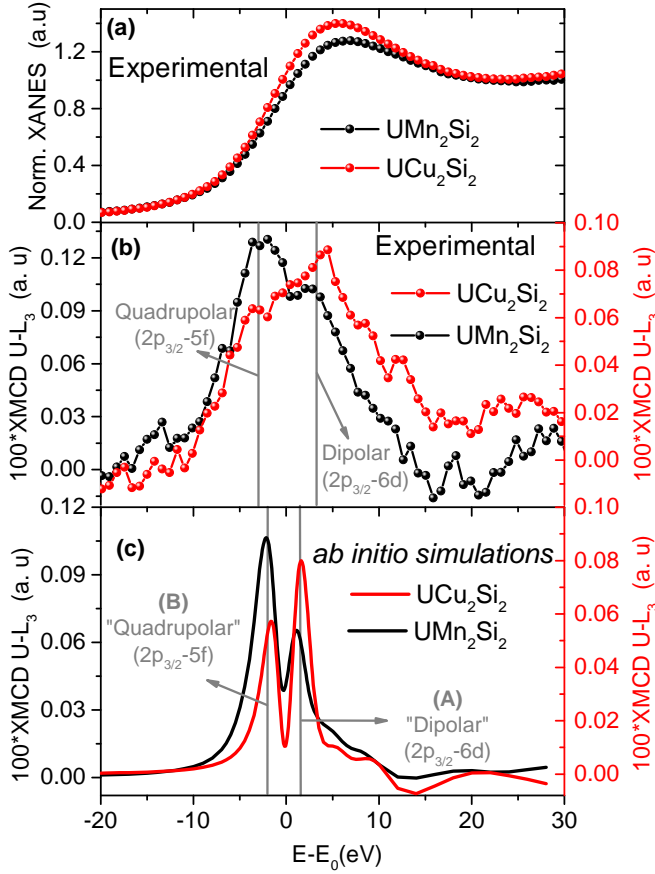 (a)
Experimental
UMn₂Si₂
UCu₂Si₂
Norm. XANES (a.u)
1.2
0.8
0.4
0.0
(b)
Experimental
UCu₂Si₂
UMn₂Si₂
Quadrupolar
(2p₃/₂-5f)
Dipolar
(2p₃/₂-6d)
100*XMCD U-L₃ (a. u)
0.12
0.09
0.06
0.03
0.00
100*XMCD U-L₃ (a. u)
0.10
0.08
0.06
0.04
0.02
0.00
(c)
ab initio simulations
UCu₂Si₂
UMn₂Si₂
(B)
"Quadrupolar"
(2p₃/₂-5f)
(A)
"Dipolar"
(2p₃/₂-6d)
100*XMCD U-L₃ (a. u)
0.12
0.09
0.06
0.03
0.00
100*XMCD U-L₃ (a. u)
0.10
0.08
0.06
0.04
0.02
0.00
-20
-10
0
10
20
30
E-E₀(eV)